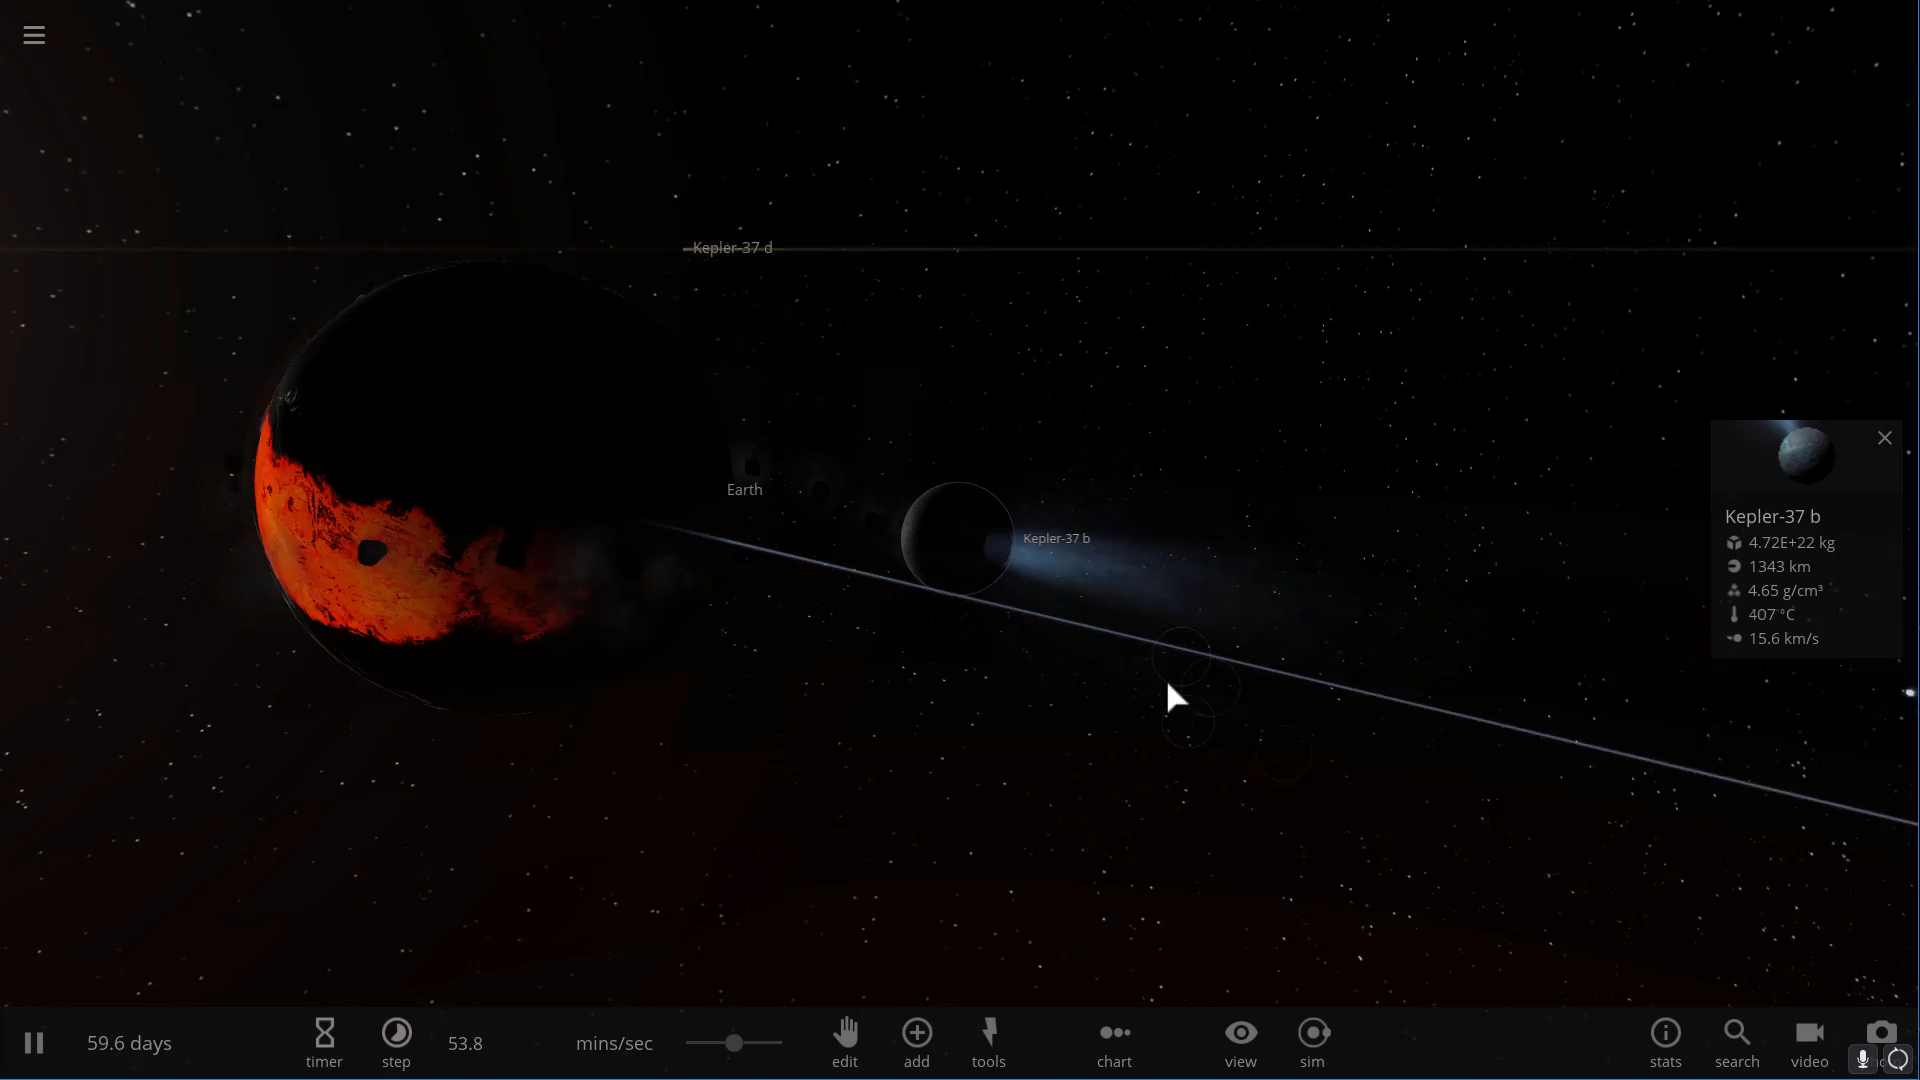 Kepler-37 d
Earth
Kepler-37 b
Kepler-37 b
4.72E+22 kg
1343 km
4.65 g/cm³
407 °C
15.6 km/s
59.6 days
timer
step
53.8
mins/sec
edit
add
tools
chart
view
sim
stats
search
video